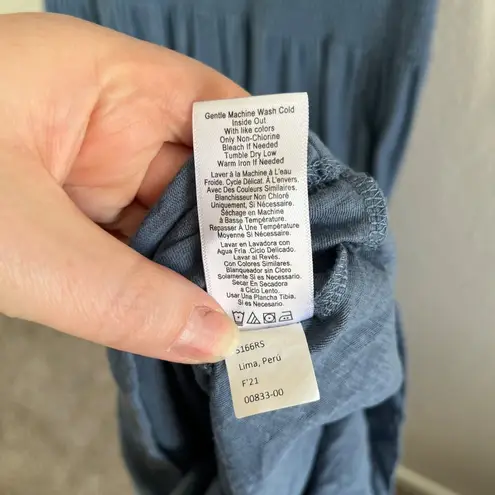 Gentle Machine Wash Cold
Inside Out
With like colors
Only Non-Chlorine
Bleach If Needed
Tumble Dry Low
Warm Iron If Needed
Laver à la Machine à L'eau
Froide. Cycle Délicat. À L'envers.
Avec Des Couleurs Similaires.
Blanchisseur Non Chloré
Uniquement, Si Nécessaire.
Séchage en Machine
à Basse Température.
Repasser À Une Température
Moyenne Si Nécessaire.
Lavar en Lavadora con
Agua Fría .Ciclo Delicado.
Lavar al Revés.
Con Colores Similares.
Blanqueador sin Cloro
Solamente Si Es Necesario
Secar En Secadora
a Ciclo Lento.
Usar Una Plancha Tibia,
Si Es Necesario.
S166RS
Lima, Perú
F'21
00833-00